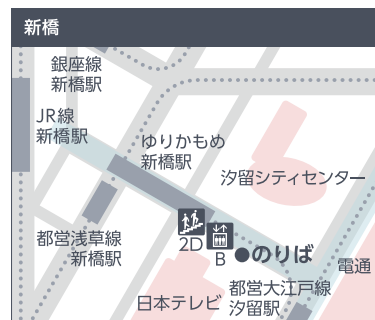 新橋
銀座線
新橋駅
JR線
新橋駅
ゆりかもめ
新橋駅
汐留シティセンター
都営浅草線
新橋駅
2D
B
●のりば
電通
日本テレビ
都営大江戸線
汐留駅